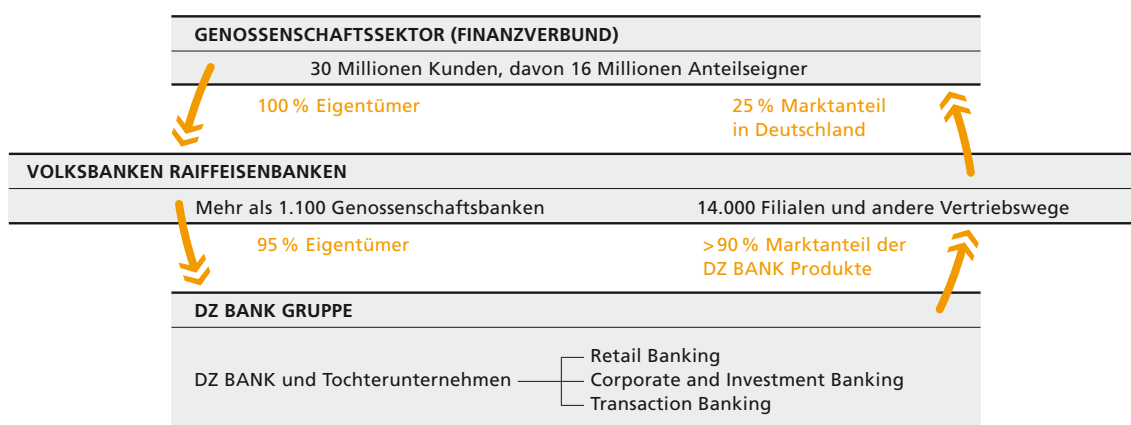 GENOSSENSCHAFTSSEKTOR (FINANZVERBUND)
30 Millionen Kunden, davon 16 Millionen Anteilseigner
100 % Eigentümer
25 % Marktanteil
in Deutschland
VOLKSBANKEN RAIFFEISENBANKEN
Mehr als 1.100 Genossenschaftsbanken
14.000 Filialen und andere Vertriebswege
95 % Eigentümer
> 90 % Marktanteil der
DZ BANK Produkte
DZ BANK GRUPPE
DZ BANK und Tochterunternehmen
Retail Banking
Corporate and Investment Banking
Transaction Banking